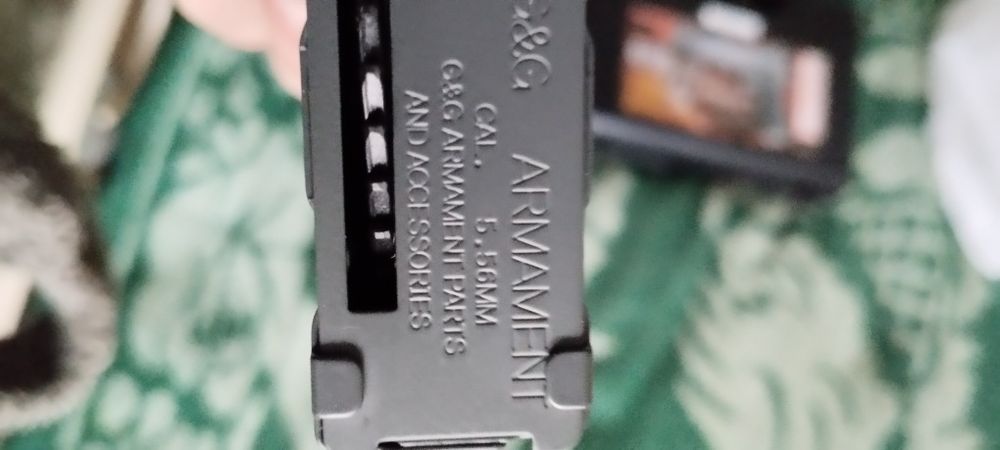 G&G ARMAMENT
CAL. 5.56MM
G&G ARMAMENT PARTS
AND ACCESSORIES